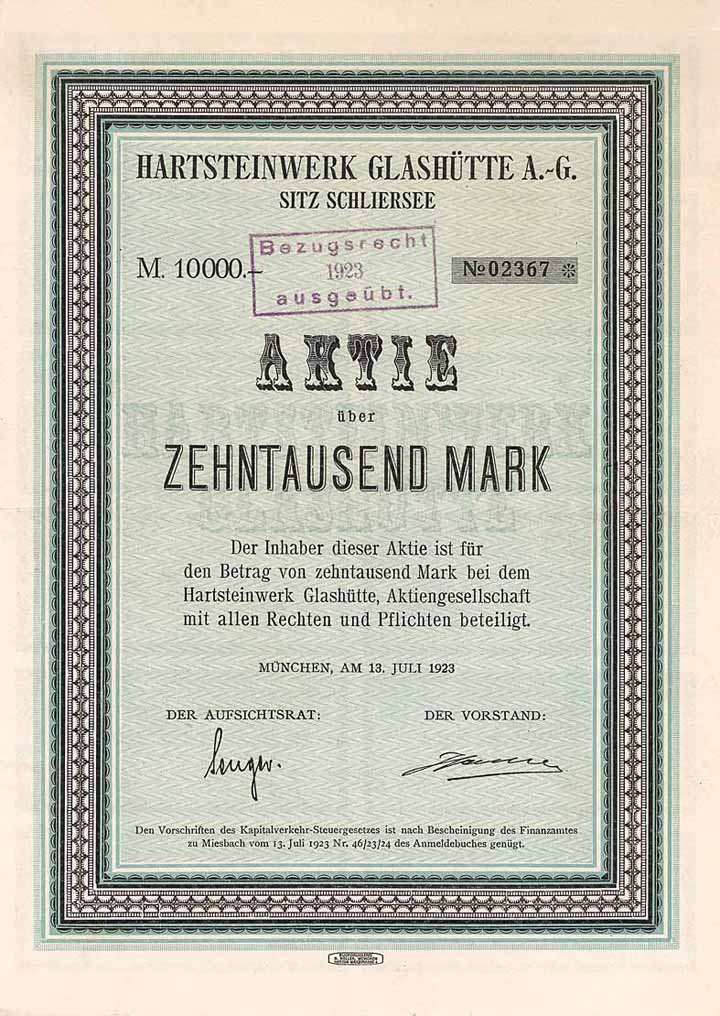 HARTSTEINWERK GLASHÜTTE A.-G.
SITZ SCHLIERSEE
M. 10000.–
Bezugsrecht
1923
ausgeübt.
№ 02367 ✻
AKTIE
über
ZEHNTAUSEND MARK
Der Inhaber dieser Aktie ist für
den Betrag von zehntausend Mark bei dem
Hartsteinwerk Glashütte, Aktiengesellschaft
mit allen Rechten und Pflichten beteiligt.
MÜNCHEN, AM 13. JULI 1923
DER AUFSICHTSRAT:
DER VORSTAND:
Den Vorschriften des Kapitalverkehr-Steuergesetzes ist nach Bescheinigung des Finanzamtes
zu Miesbach vom 13. Juli 1923 Nr. 46/23/24 des Anmeldebuches genügt.